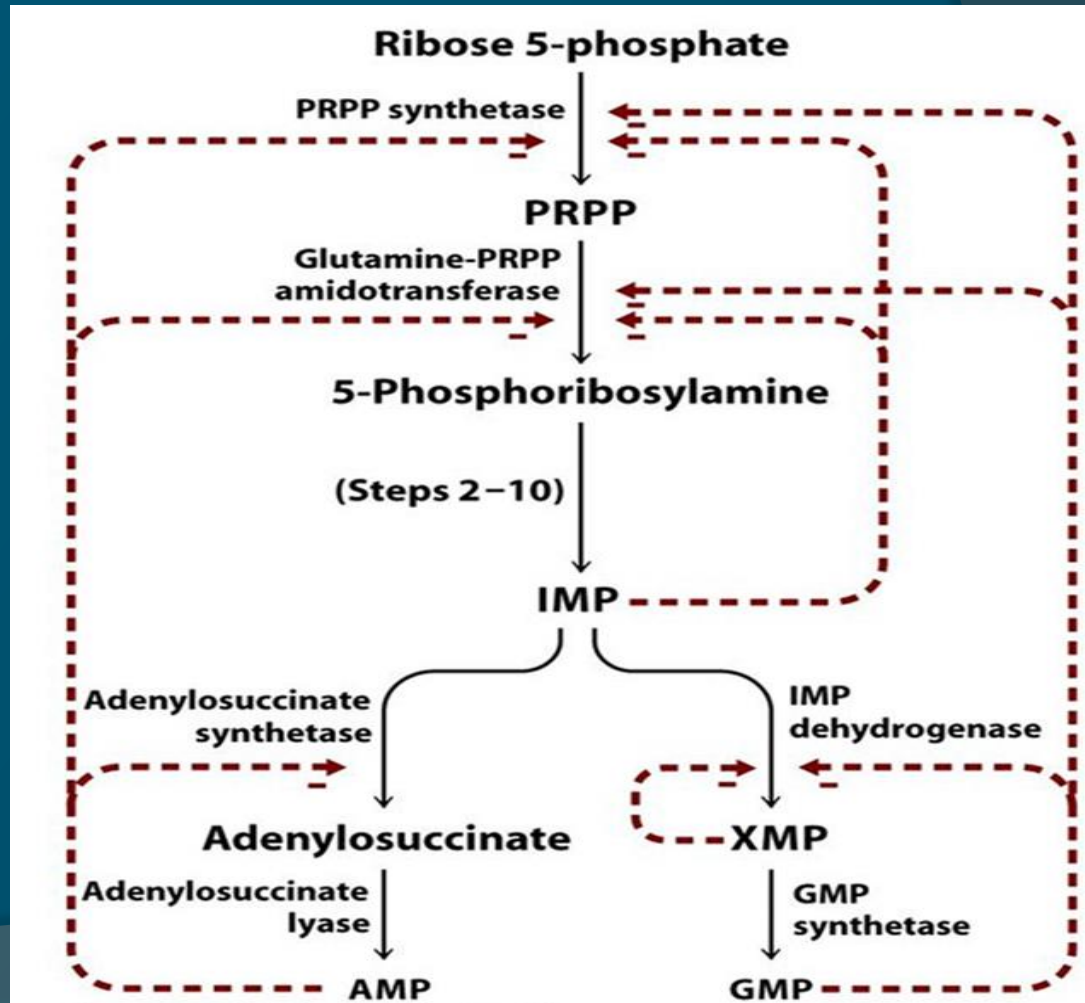 Ribose 5-phosphate
PRPP synthetase
PRPP
Glutamine-PRPP
amidotransferase
5-Phosphoribosylamine
(Steps 2–10)
IMP
Adenylosuccinate
synthetase
IMP
dehydrogenase
Adenylosuccinate
XMP
Adenylosuccinate
lyase
GMP
synthetase
AMP
GMP